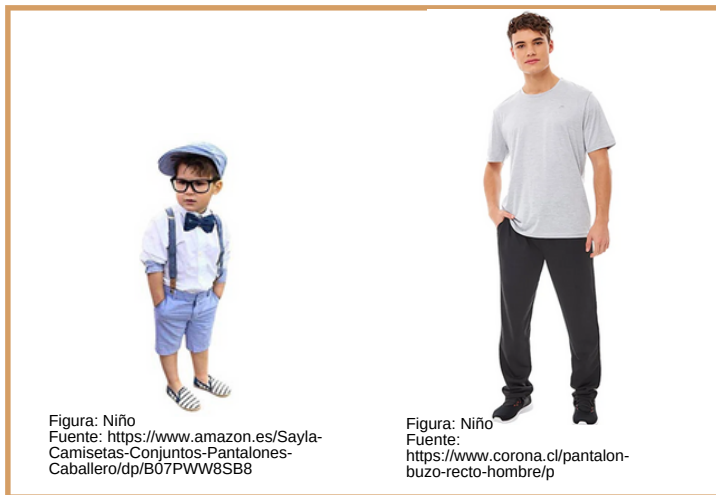 Figura: Niño
Fuente: https://www.amazon.es/Sayla-
Camisetas-Conjuntos-Pantalones-
Caballero/dp/B07PWW8SB8
Figura: Niño
Fuente:
https://www.corona.cl/pantalon-
buzo-recto-hombre/p